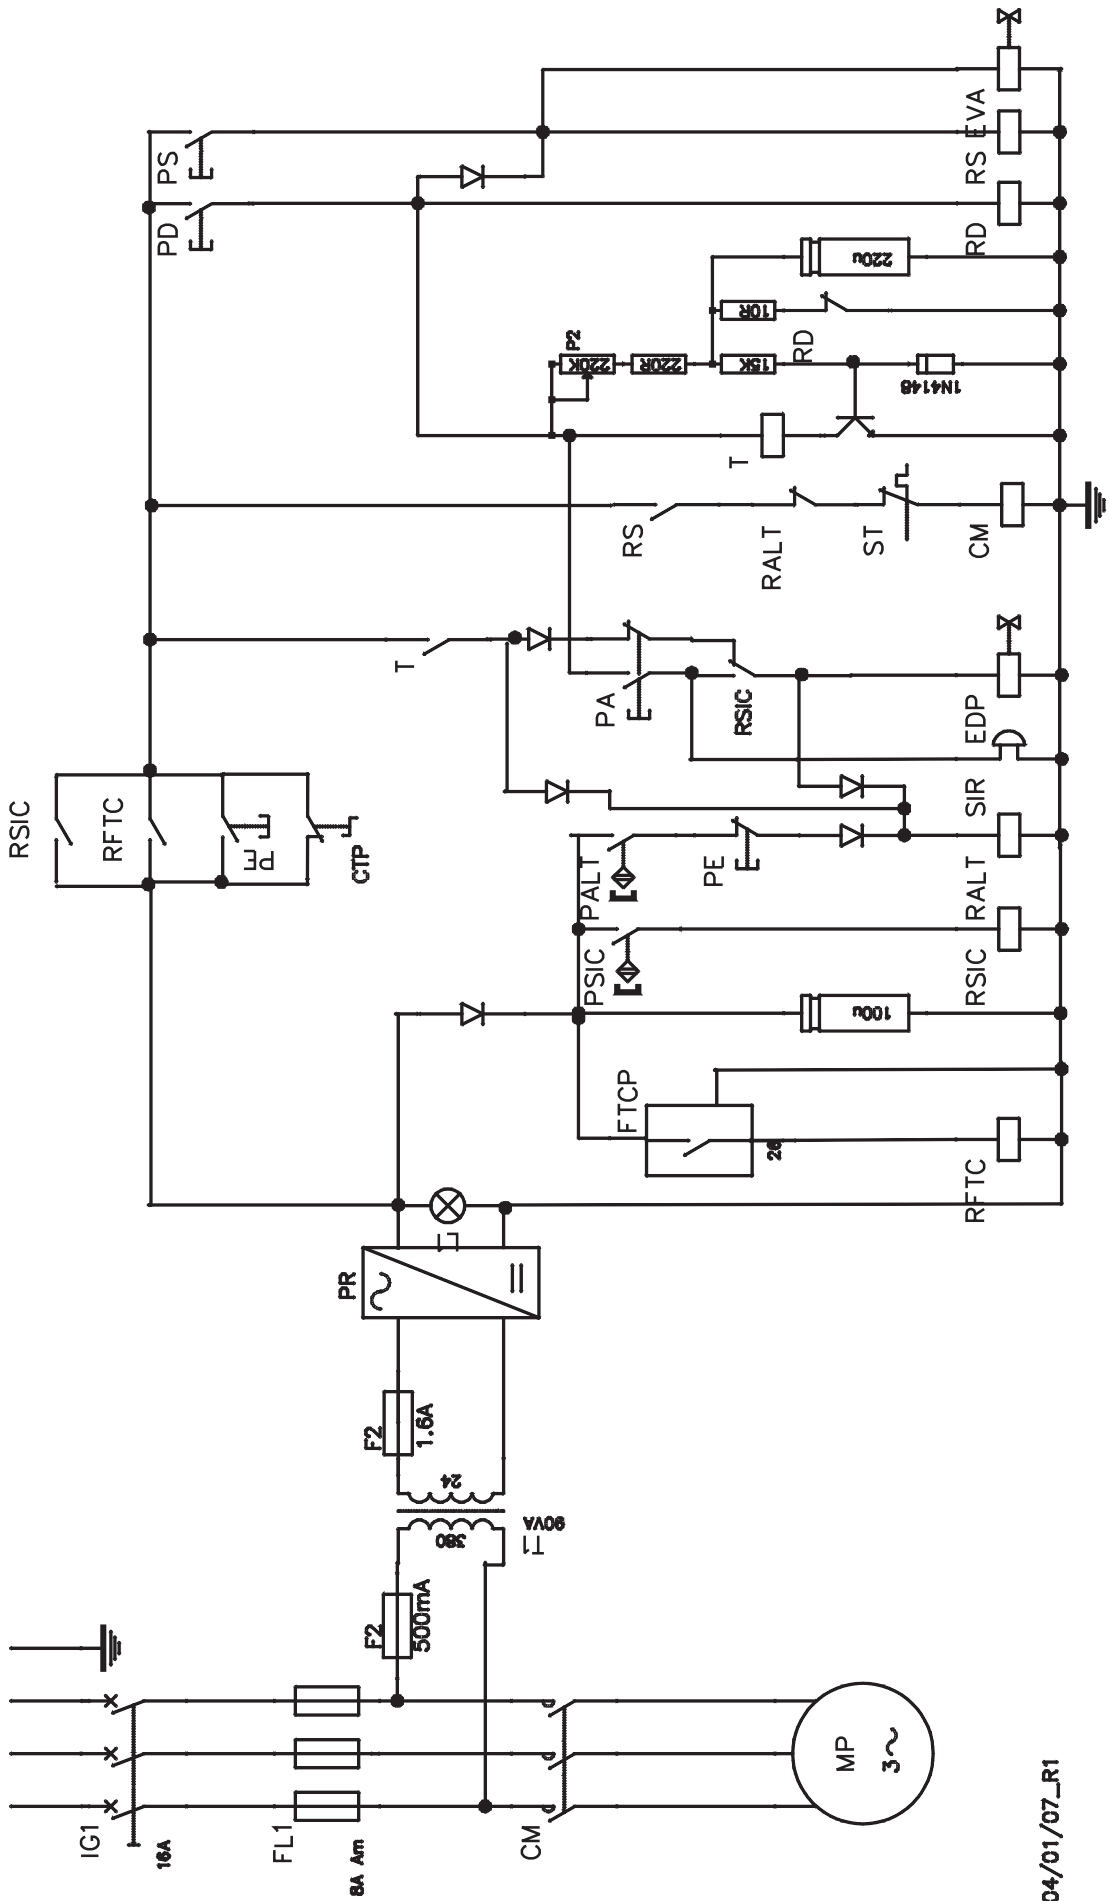 EVA
PS
RS
PD
RD
220u
10R
RD
P2
220K
220R
15K
1N4148
T
RS
RALT
ST
CM
T
PA
RSIC
EDP
SIR
RSIC
RFTC
PE
CTP
PALT
PE
RALT
PSIC
RSIC
100u
FTCP
26
RFTC
L1
PR
F2
1.6A
24
380
90VA
T1
F2
500mA
IG1
16A
FL1
8A Am
CM
MP
3~
04/01/07_R1